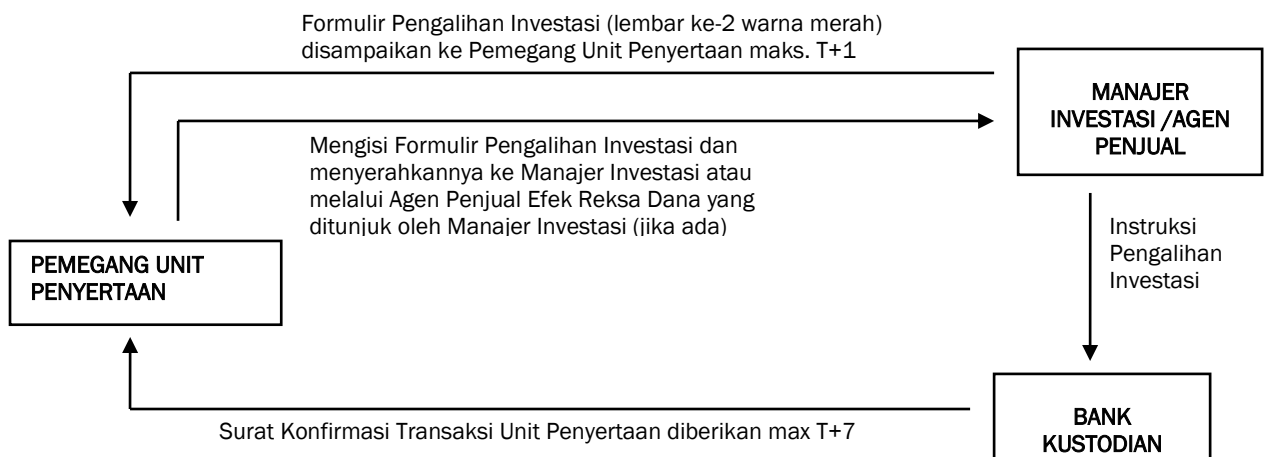 Formulir Pengalihan Investasi (lembar ke-2 warna merah)
disampaikan ke Pemegang Unit Penyertaan maks. T+1
MANAJER
INVESTASI /AGEN
PENJUAL
Mengisi Formulir Pengalihan Investasi dan
menyerahkannya ke Manajer Investasi atau
melalui Agen Penjual Efek Reksa Dana yang
ditunjuk oleh Manajer Investasi (jika ada)
Instruksi
Pengalihan
Investasi
PEMEGANG UNIT
PENYERTAAN
Surat Konfirmasi Transaksi Unit Penyertaan diberikan max T+7
BANK
KUSTODIAN